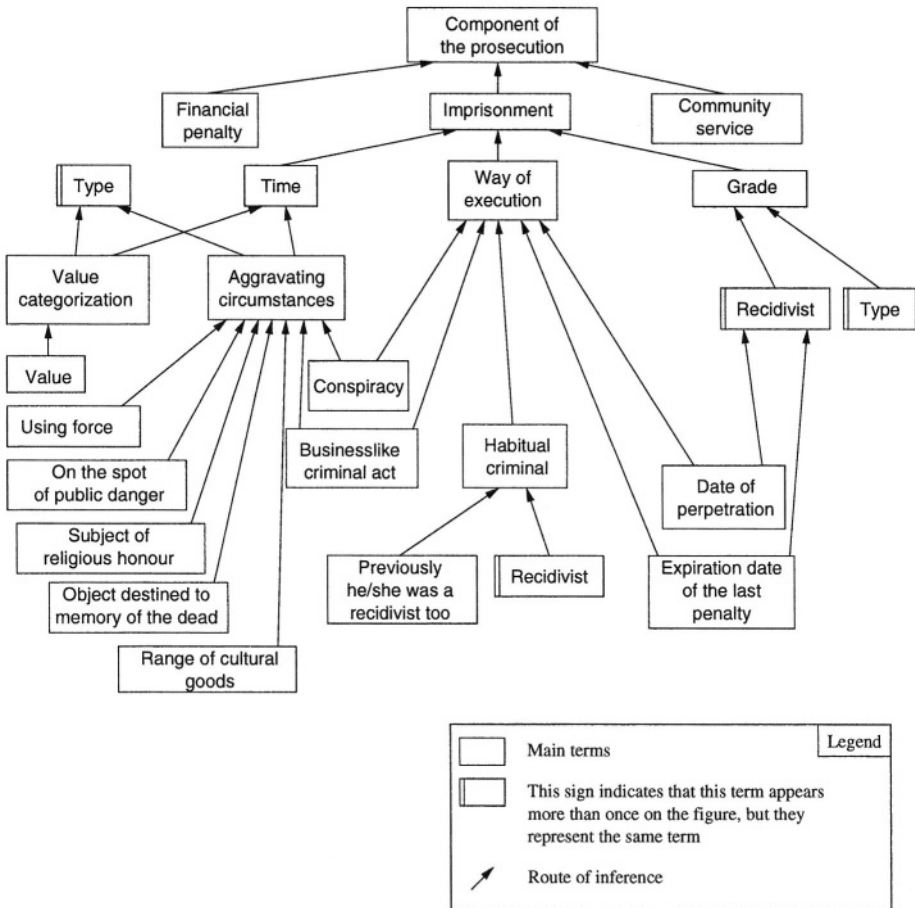 Component of
the prosecution
Financial
penalty
Imprisonment
Community
service
Type
Time
Way of
execution
Grade
Value
categorization
Aggravating
circumstances
Recidivist
Type
Value
Conspiracy
Using force
Businesslike
criminal act
Habitual
criminal
On the spot
of public danger
Date of
perpetration
Subject of
religious honour
Previously
he/she was a
recidivist too
Recidivist
Expiration date
of the last
penalty
Object destined to
memory of the dead
Range of cultural
goods
Legend
Main terms
This sign indicates that this term appears
more than once on the figure, but they
represent the same term
Route of inference